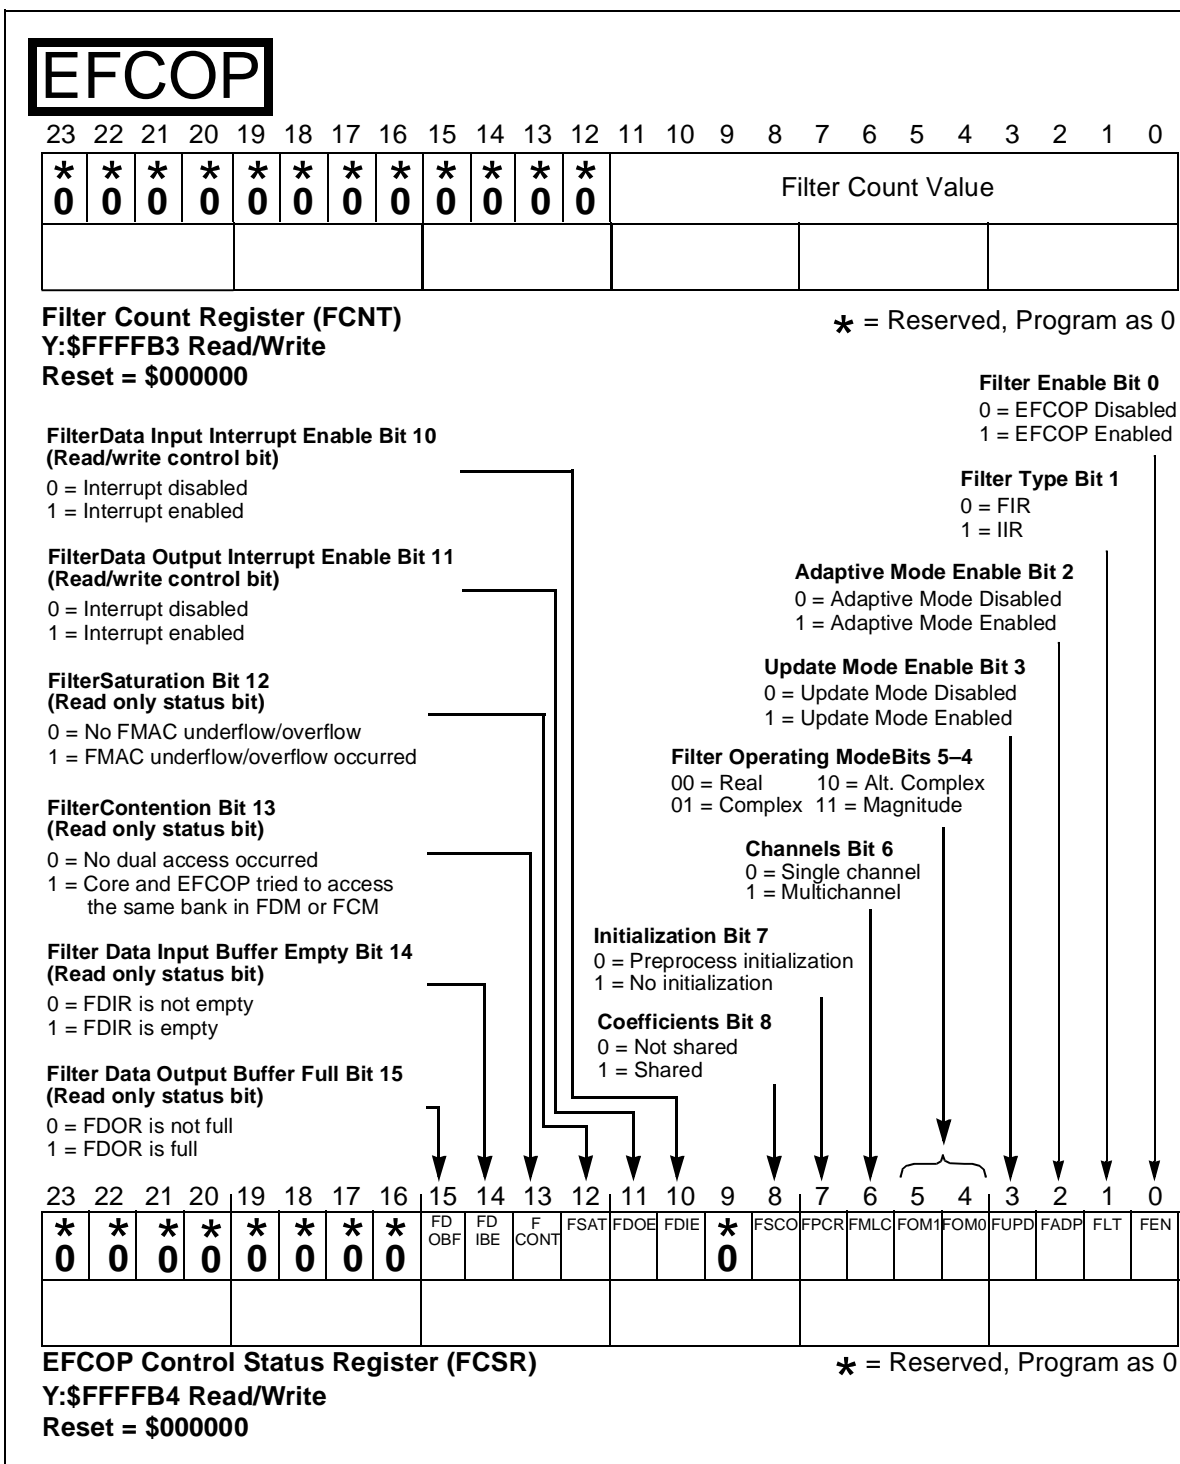 EFCOP
23 22 21 20 19 18 17 16 15 14 13 12 11 10 9 8 7 6 5 4 3 2 1 0
* * * * * * * * * * * *
0 0 0 0 0 0 0 0 0 0 0 0
Filter Count Value
Filter Count Register (FCNT)
Y:$FFFFB3 Read/Write
Reset = $000000
* = Reserved, Program as 0
Filter Enable Bit 0
0 = EFCOP Disabled
1 = EFCOP Enabled
FilterData Input Interrupt Enable Bit 10
(Read/write control bit)
0 = Interrupt disabled
1 = Interrupt enabled
Filter Type Bit 1
0 = FIR
1 = IIR
FilterData Output Interrupt Enable Bit 11
(Read/write control bit)
0 = Interrupt disabled
1 = Interrupt enabled
Adaptive Mode Enable Bit 2
0 = Adaptive Mode Disabled
1 = Adaptive Mode Enabled
FilterSaturation Bit 12
(Read only status bit)
0 = No FMAC underflow/overflow
1 = FMAC underflow/overflow occurred
Update Mode Enable Bit 3
0 = Update Mode Disabled
1 = Update Mode Enabled
Filter Operating ModeBits 5–4
00 = Real 10 = Alt. Complex
01 = Complex 11 = Magnitude
FilterContention Bit 13
(Read only status bit)
0 = No dual access occurred
1 = Core and EFCOP tried to access
the same bank in FDM or FCM
Channels Bit 6
0 = Single channel
1 = Multichannel
Filter Data Input Buffer Empty Bit 14
(Read only status bit)
0 = FDIR is not empty
1 = FDIR is empty
Initialization Bit 7
0 = Preprocess initialization
1 = No initialization
Coefficients Bit 8
0 = Not shared
1 = Shared
Filter Data Output Buffer Full Bit 15
(Read only status bit)
0 = FDOR is not full
1 = FDOR is full
23 22 21 20 19 18 17 16 15 14 13 12 11 10 9 8 7 6 5 4 3 2 1 0
* * * * * * * * FD FD F FSAT FDOE FDIE * FSCO FPCR FMLC FOM1 FOM0 FUPD FADP FLT FEN
OBF IBE CONT
0 0 0 0 0 0 0 0 0
EFCOP Control Status Register (FCSR)
Y:$FFFFB4 Read/Write
Reset = $000000
* = Reserved, Program as 0